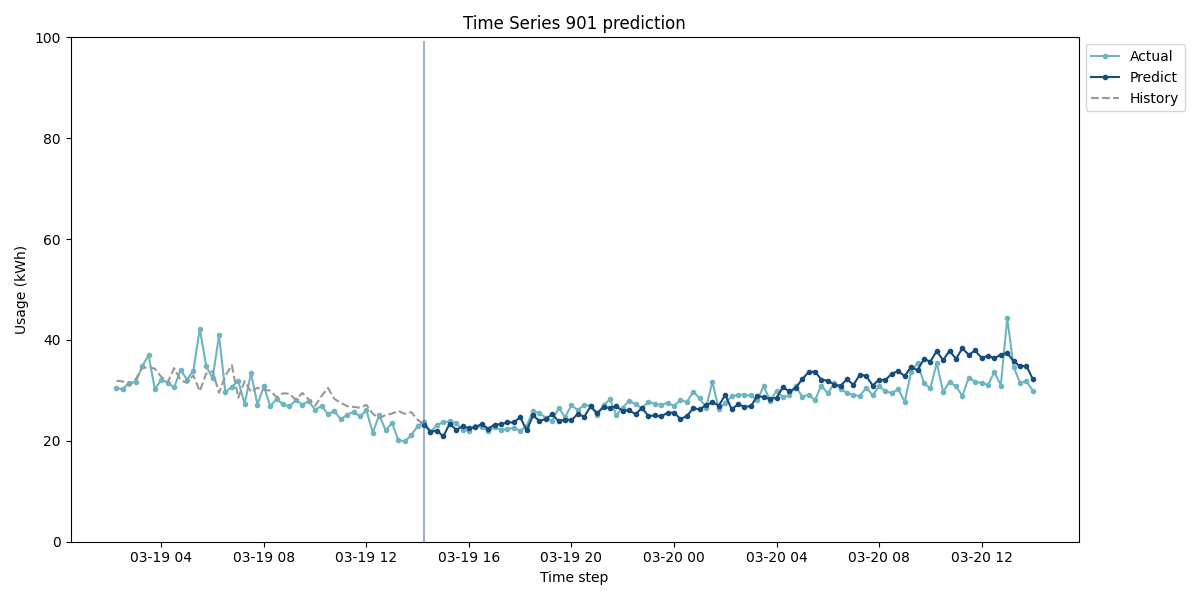 Time Series 901 prediction
100
80
60
40
20
0
Usage (kWh)
03-19 04
03-19 08
03-19 12
03-19 16
03-19 20
03-20 00
03-20 04
03-20 08
03-20 12
Time step
Actual
Predict
History